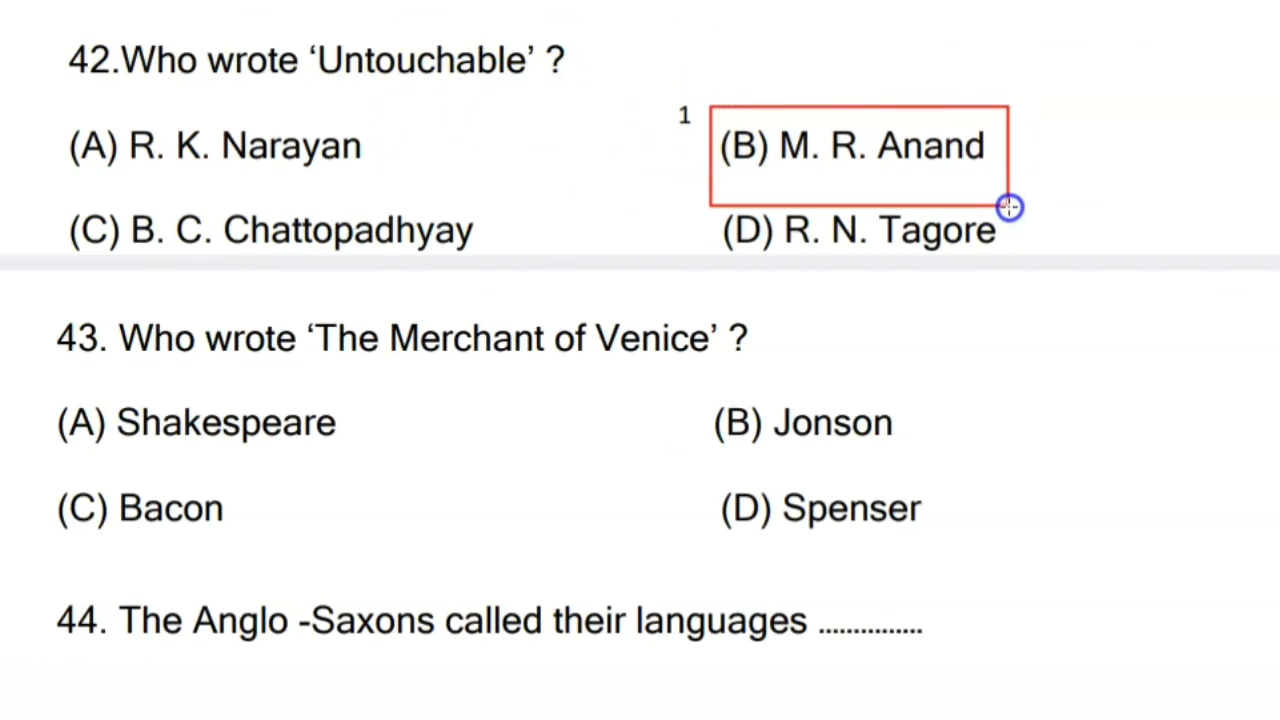 42.Who wrote ‘Untouchable’ ?
1
(A) R. K. Narayan (B) M. R. Anand
(C) B. C. Chattopadhyay (D) R. N. Tagore
43. Who wrote ‘The Merchant of Venice’ ?
(A) Shakespeare (B) Jonson
(C) Bacon (D) Spenser
44. The Anglo -Saxons called their languages ...............